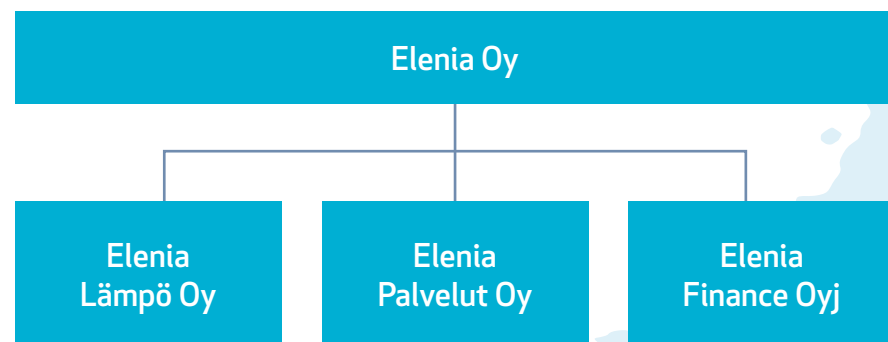 Elenia Oy
Elenia
Lämpö Oy
Elenia
Palvelut Oy
Elenia
Finance Oyj